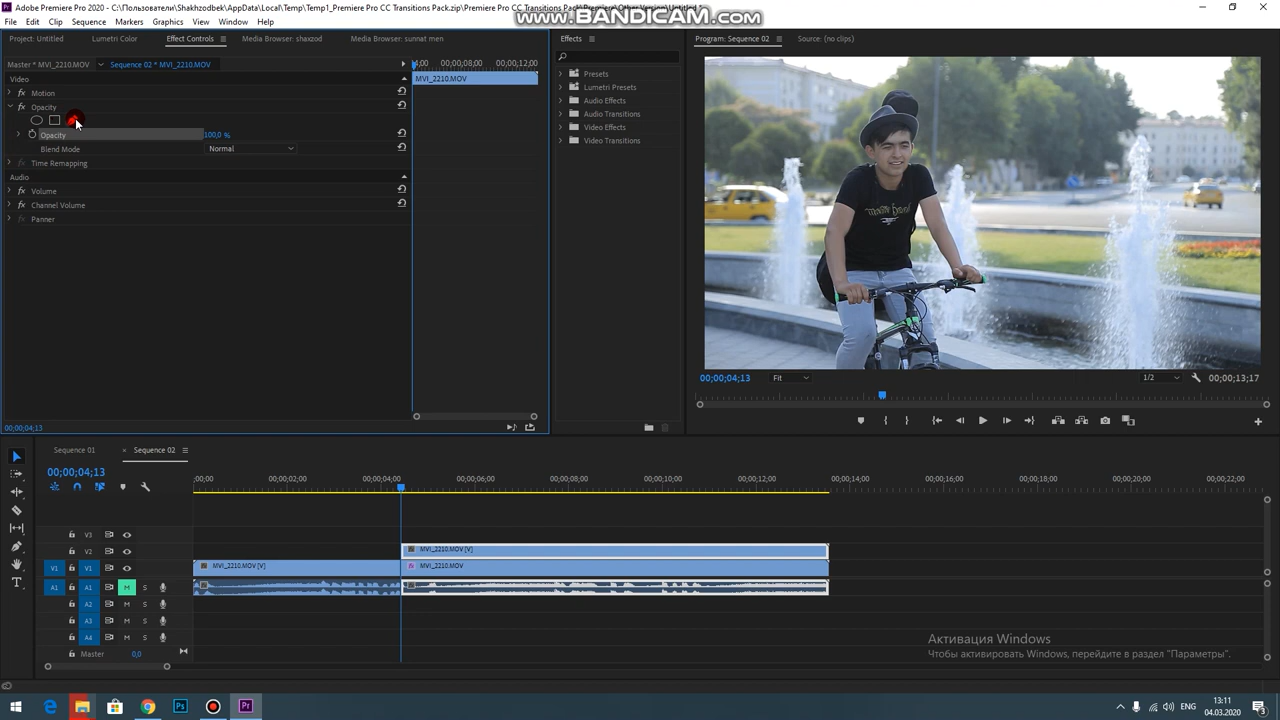 Adobe Premiere Pro 2020 - C:\Пользователи\Shakhzodbek\AppData\Local\Temp\Temp1_Premiere Pro CC Transitions Pack.zip\Premiere Pro CC Transitions Pack\Premiere\Other Version\Untitled *
www.BANDICAM.com
File Edit Clip Sequence Markers Graphics View Window Help
Project: Untitled Lumetri Color Effect Controls Media Browser: shaxzod Media Browser: sunnat men
Effects
Program: Sequence 02 Source: (no clips)
Master * MVI_2210.MOV Sequence 02 * MVI_2210.MOV
00;00;08;00 00;00;12;00
Video
MVI_2210.MOV
fx Motion
fx Opacity
Opacity 100,0 %
Blend Mode Normal
Time Remapping
Audio
fx Volume
fx Channel Volume
Panner
Presets
Lumetri Presets
Audio Effects
Audio Transitions
Video Effects
Video Transitions
00;00;04;13 Fit 1/2 00;00;13;17
00;00;04;13
Sequence 01 Sequence 02
00;00;04;13
;00;00 00;00;02;00 00;00;04;00 00;00;06;00 00;00;08;00 00;00;10;00 00;00;12;00 00;00;14;00 00;00;16;00 00;00;18;00 00;00;20;00 00;00;22;00
V3
V2 MVI_2210.MOV [V]
V1 V1 MVI_2210.MOV [V] MVI_2210.MOV
A1 A1 M S
A2 M S
A3 M S
A4 M S
Master 0,0
Активация Windows
Чтобы активировать Windows, перейдите в раздел "Параметры".
Ps Pr
ENG
13:11
04.03.2020
3